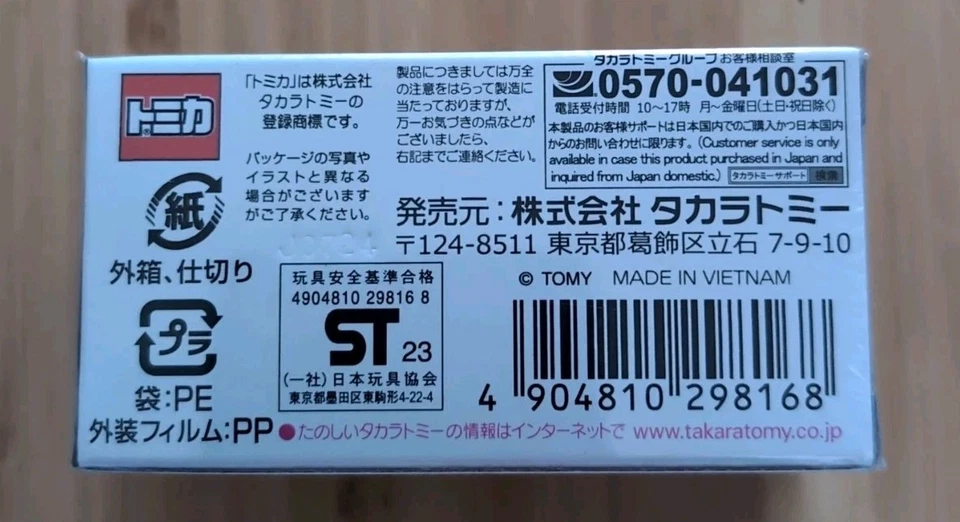 トミカ
®
「トミカ」は株式会社
タカラトミーの
登録商標です。
パッケージの写真や
イラストと異なる
場合がございます
がご了承ください。
製品につきましては万全
の注意をはらって製造に
当たっておりますが、
万一お気づきの点などが
ございましたら、
右記までご連絡ください。
タカラトミーグループ お客様相談室
0570-041031
電話受付時間 10〜17時 月〜金曜日(土日・祝日除く)
本製品のお客様サポートは日本国内でのご購入かつ日本国内
からのお問い合わせに限ります。(Customer service is only
available in case this product purchased in Japan and
inquired from Japan domestic.) タカラトミーサポート 検索
発売元:株式会社 タカラトミー
〒124-8511 東京都葛飾区立石 7-9-10
紙
外箱、仕切り
プラ
袋:PE
外装フィルム:PP
玩具安全基準合格
4904810 29816 8
ST 23
(一社)日本玩具協会
東京都墨田区東駒形4-22-4
© TOMY MADE IN VIETNAM
4 904810 298168
●たのしいタカラトミーの情報はインターネットで www.takaratomy.co.jp